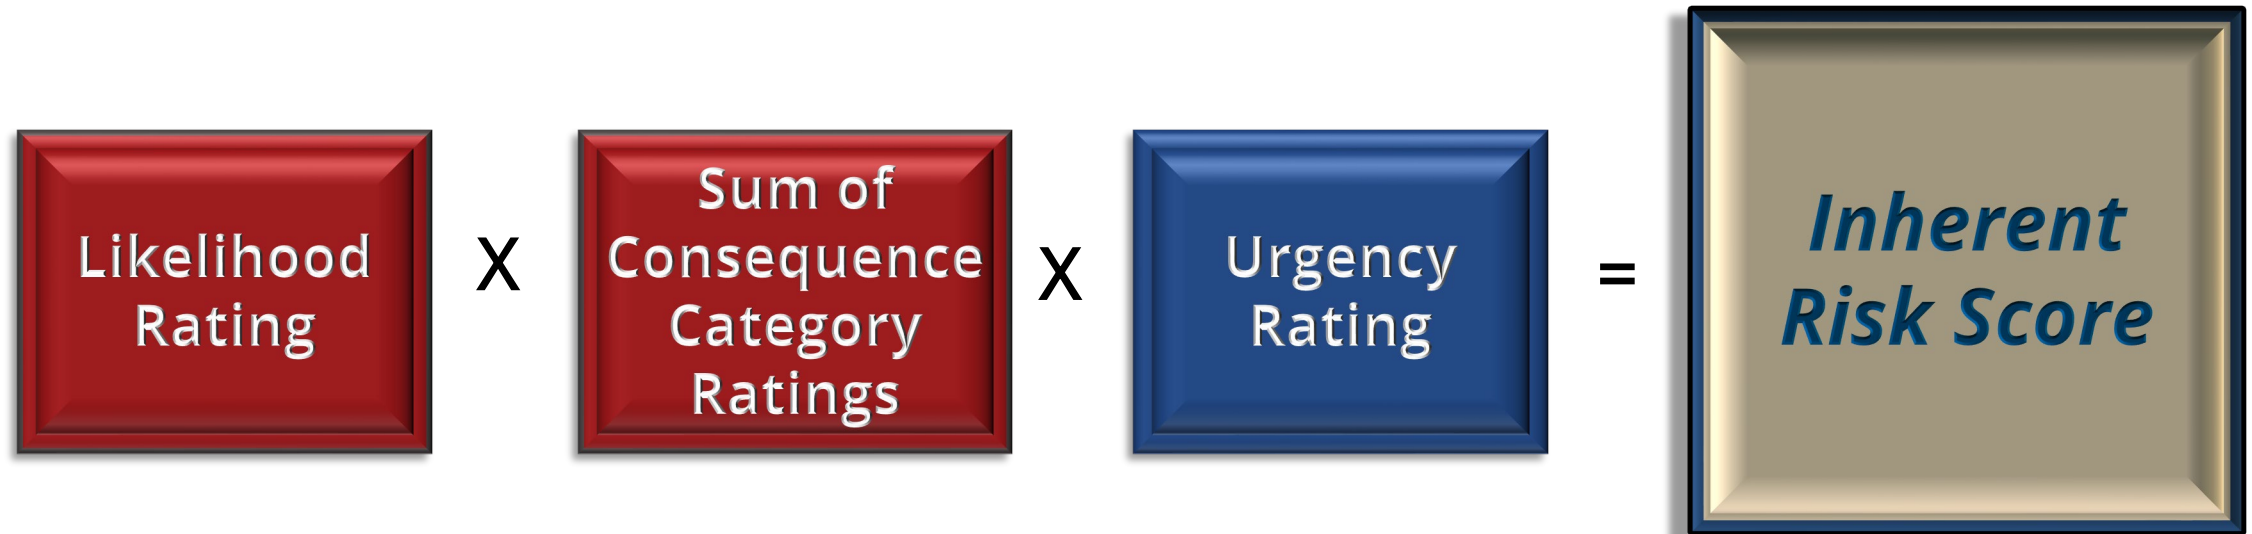 Likelihood
Rating
X
Sum of
Consequence
Category
Ratings
X
Urgency
Rating
=
Inherent
Risk Score